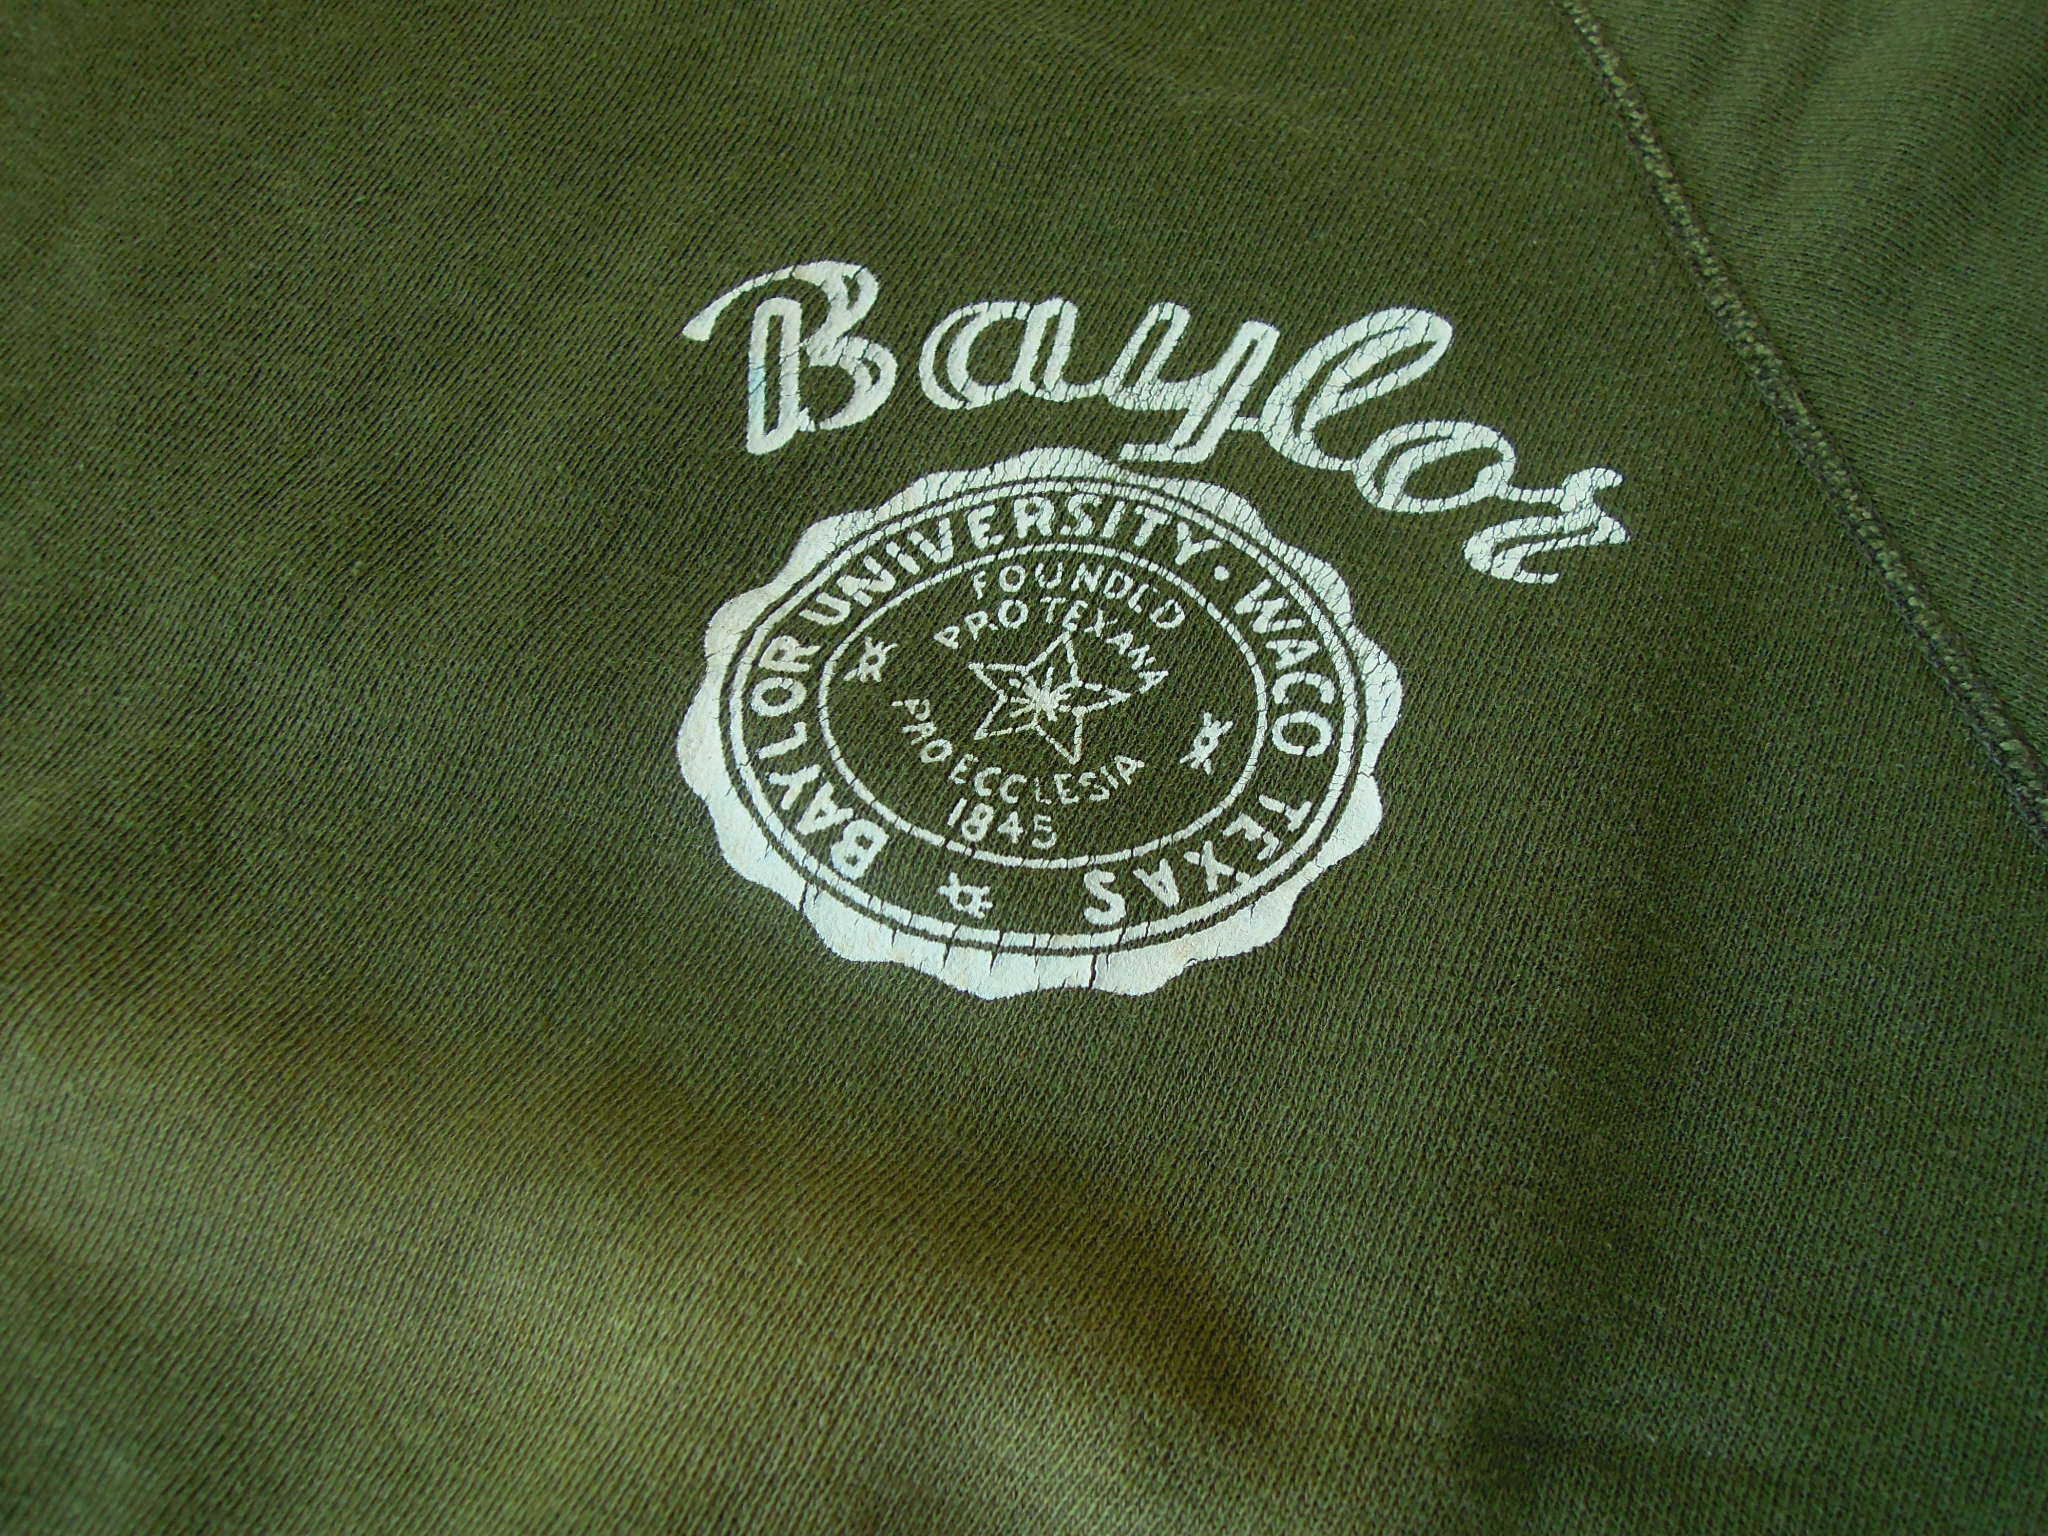 Baylor
BAYLOR UNIVERSITY · WACO TEXAS
FOUNDED
PRO TEXANA
PRO ECCLESIA
1845